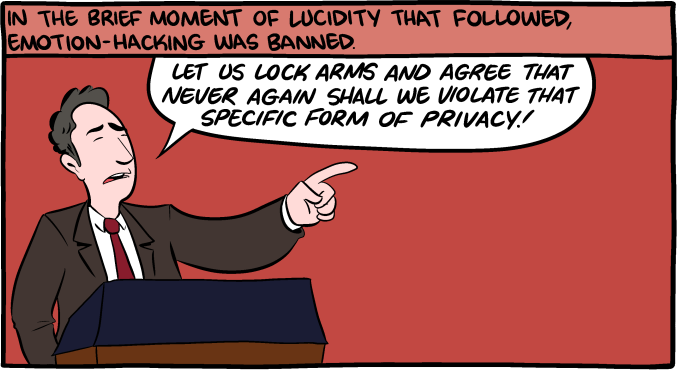 IN THE BRIEF MOMENT OF LUCIDITY THAT FOLLOWED,
EMOTION-HACKING WAS BANNED.
LET US LOCK ARMS AND AGREE THAT
NEVER AGAIN SHALL WE VIOLATE THAT
SPECIFIC FORM OF PRIVACY!